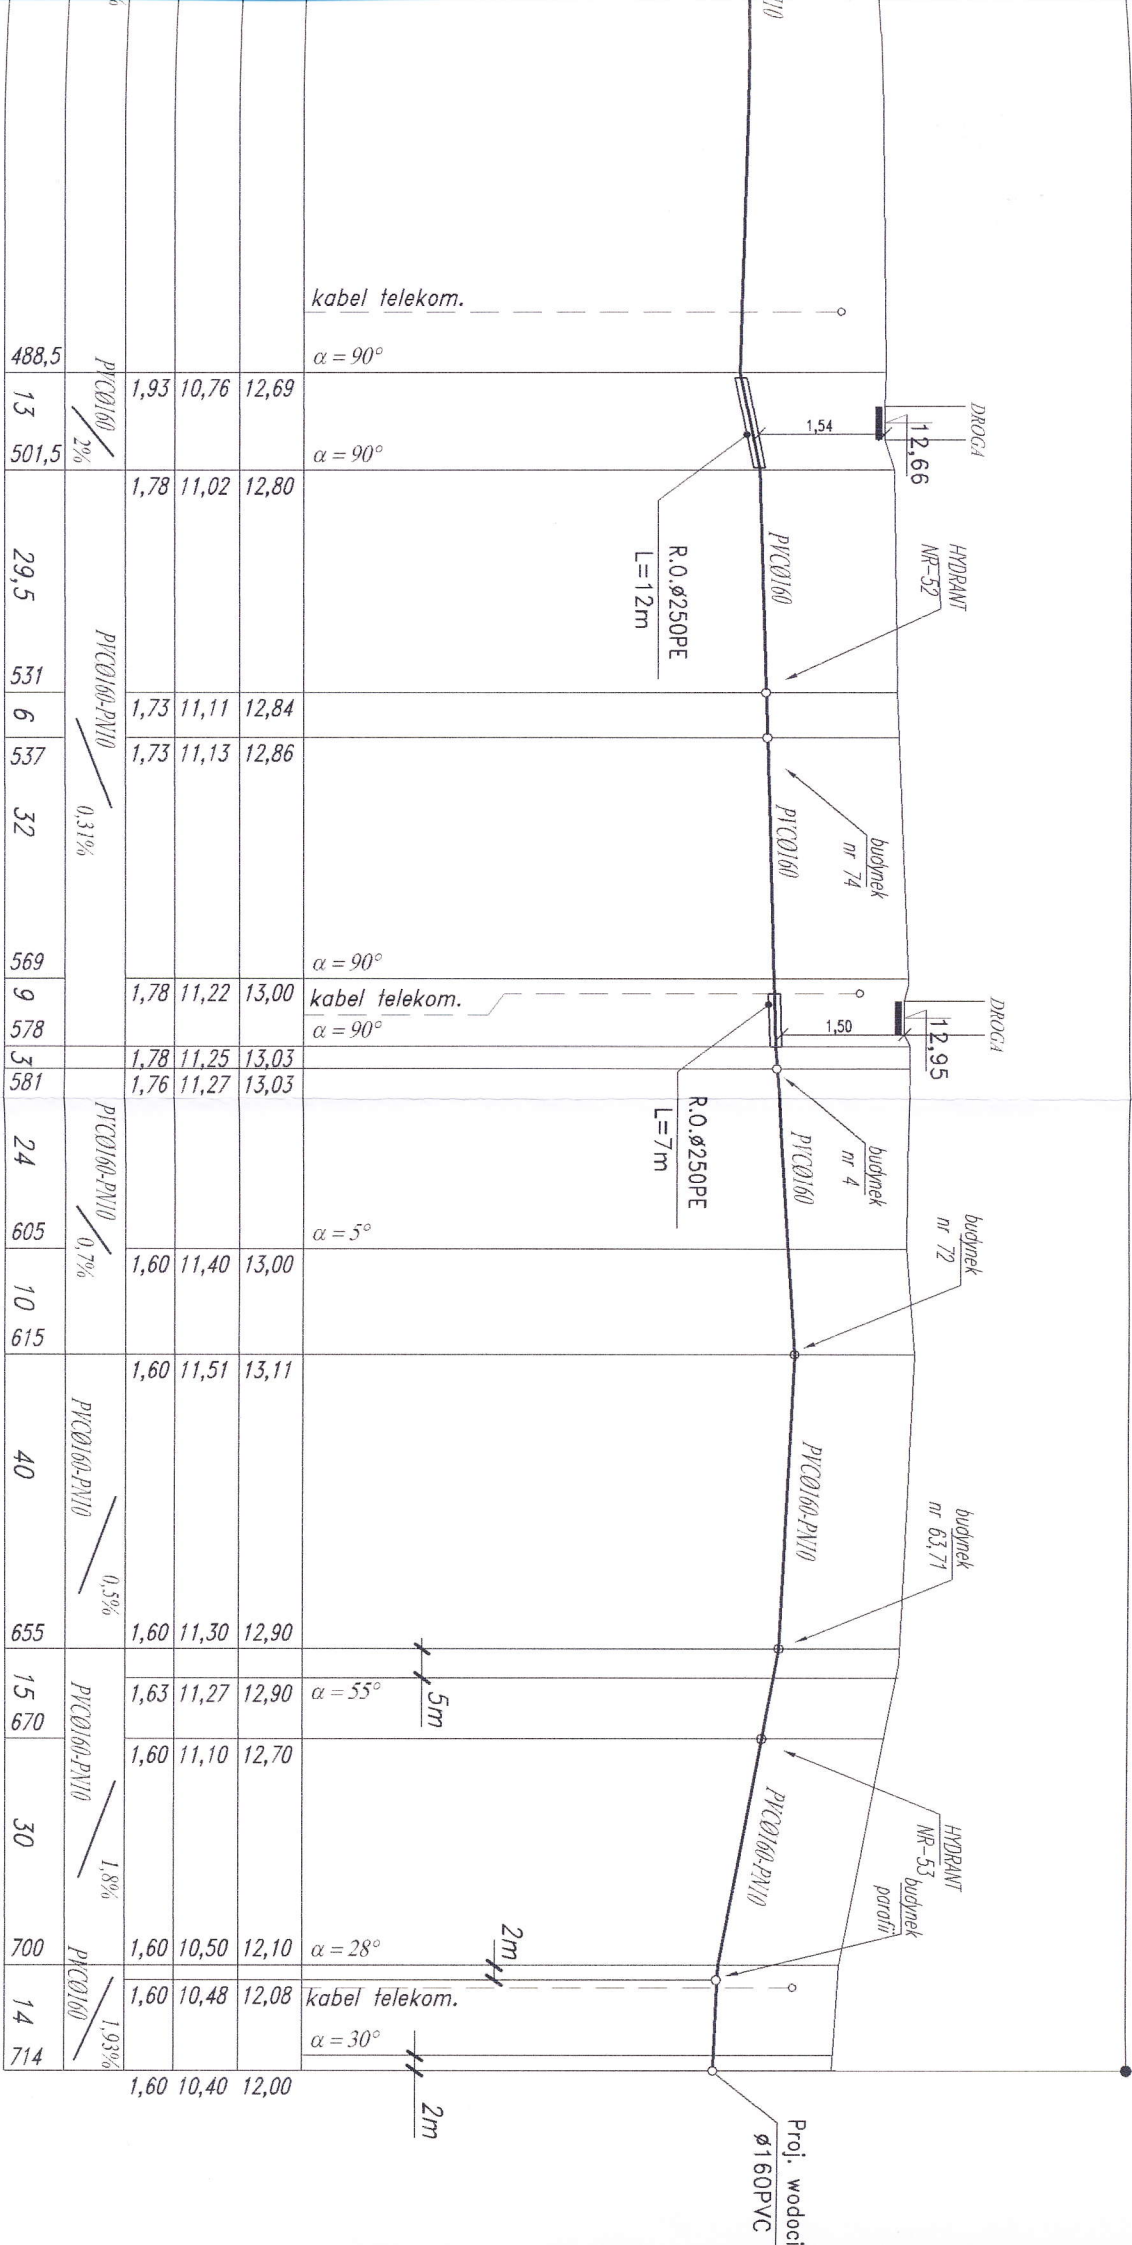 DROGA
12,66
1,54
HYDRANT
NR-52
budynek
nr 74
DROGA
12,95
1,50
budynek
nr 4
budynek
nr 72
budynek
nr 63,71
HYDRANT
NR-53
budynek
parafii
PVCØ160
PVCØ160
PVCØ160
PVCØ160-PN10
PVCØ160-PN10
R.O.ø250PE
L=12m
R.O.ø250PE
L=7m
Proj.
ø160PVC
5m
2m
2m
kabel telekom.
α = 90°
α = 90°
α = 90°
kabel telekom.
α = 90°
α = 5°
α = 55°
α = 28°
kabel telekom.
α = 30°
1,93 10,76 12,69
1,78 11,02 12,80
1,73 11,11 12,84
1,73 11,13 12,86
1,78 11,22 13,00
1,78 11,25 13,03
1,76 11,27 13,03
1,60 11,40 13,00
1,60 11,51 13,11
1,60 11,30 12,90
1,63 11,27 12,90
1,60 11,10 12,70
1,60 10,50 12,10
1,60 10,48 12,08
1,60 10,40 12,00
PVCØ160
2%
PVCØ160-PN10
0,31%
PVCØ160-PN10
0,7%
PVCØ160-PN10
0,5%
PVCØ160-PN10
1,8%
PVCØ160
1,93%
488,5
13
501,5
29,5
531
6
537
32
569
9
578
3
581
24
605
10
615
40
655
15
670
30
700
14
714